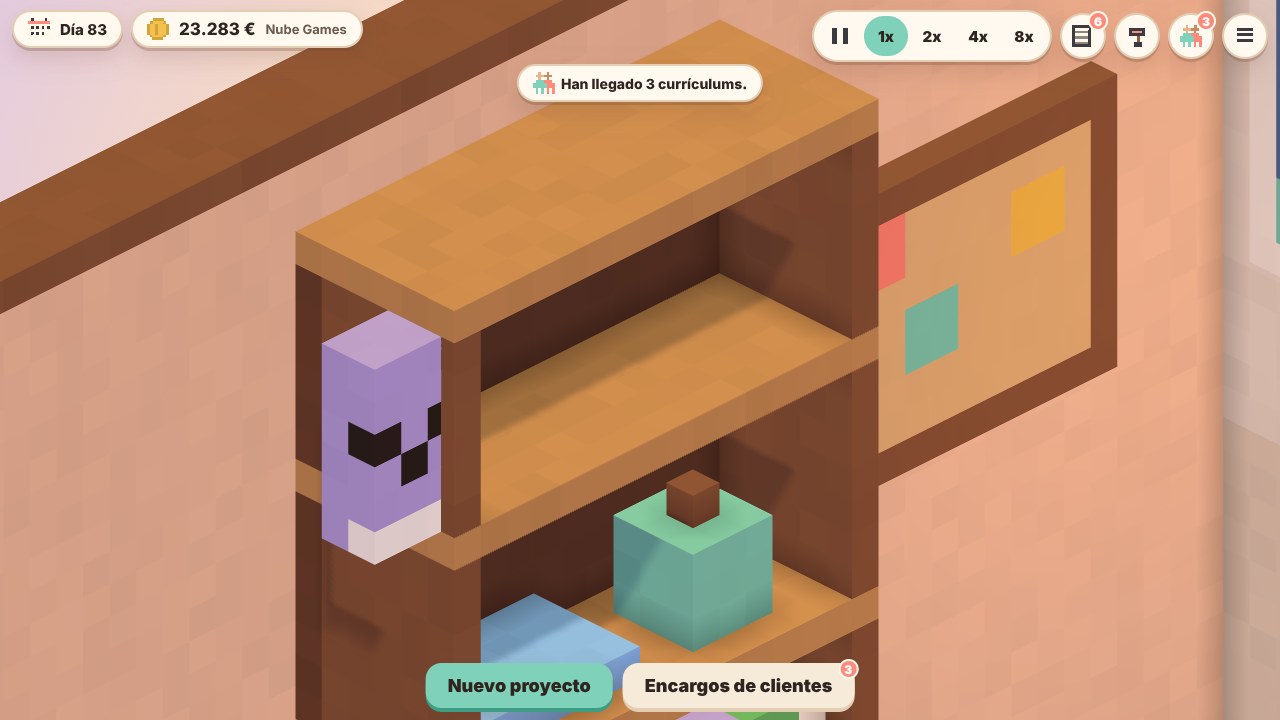 Día 83
23.283 € Nube Games
1x 2x 4x 8x
6
3
Han llegado 3 currículums.
Nuevo proyecto
Encargos de clientes
3